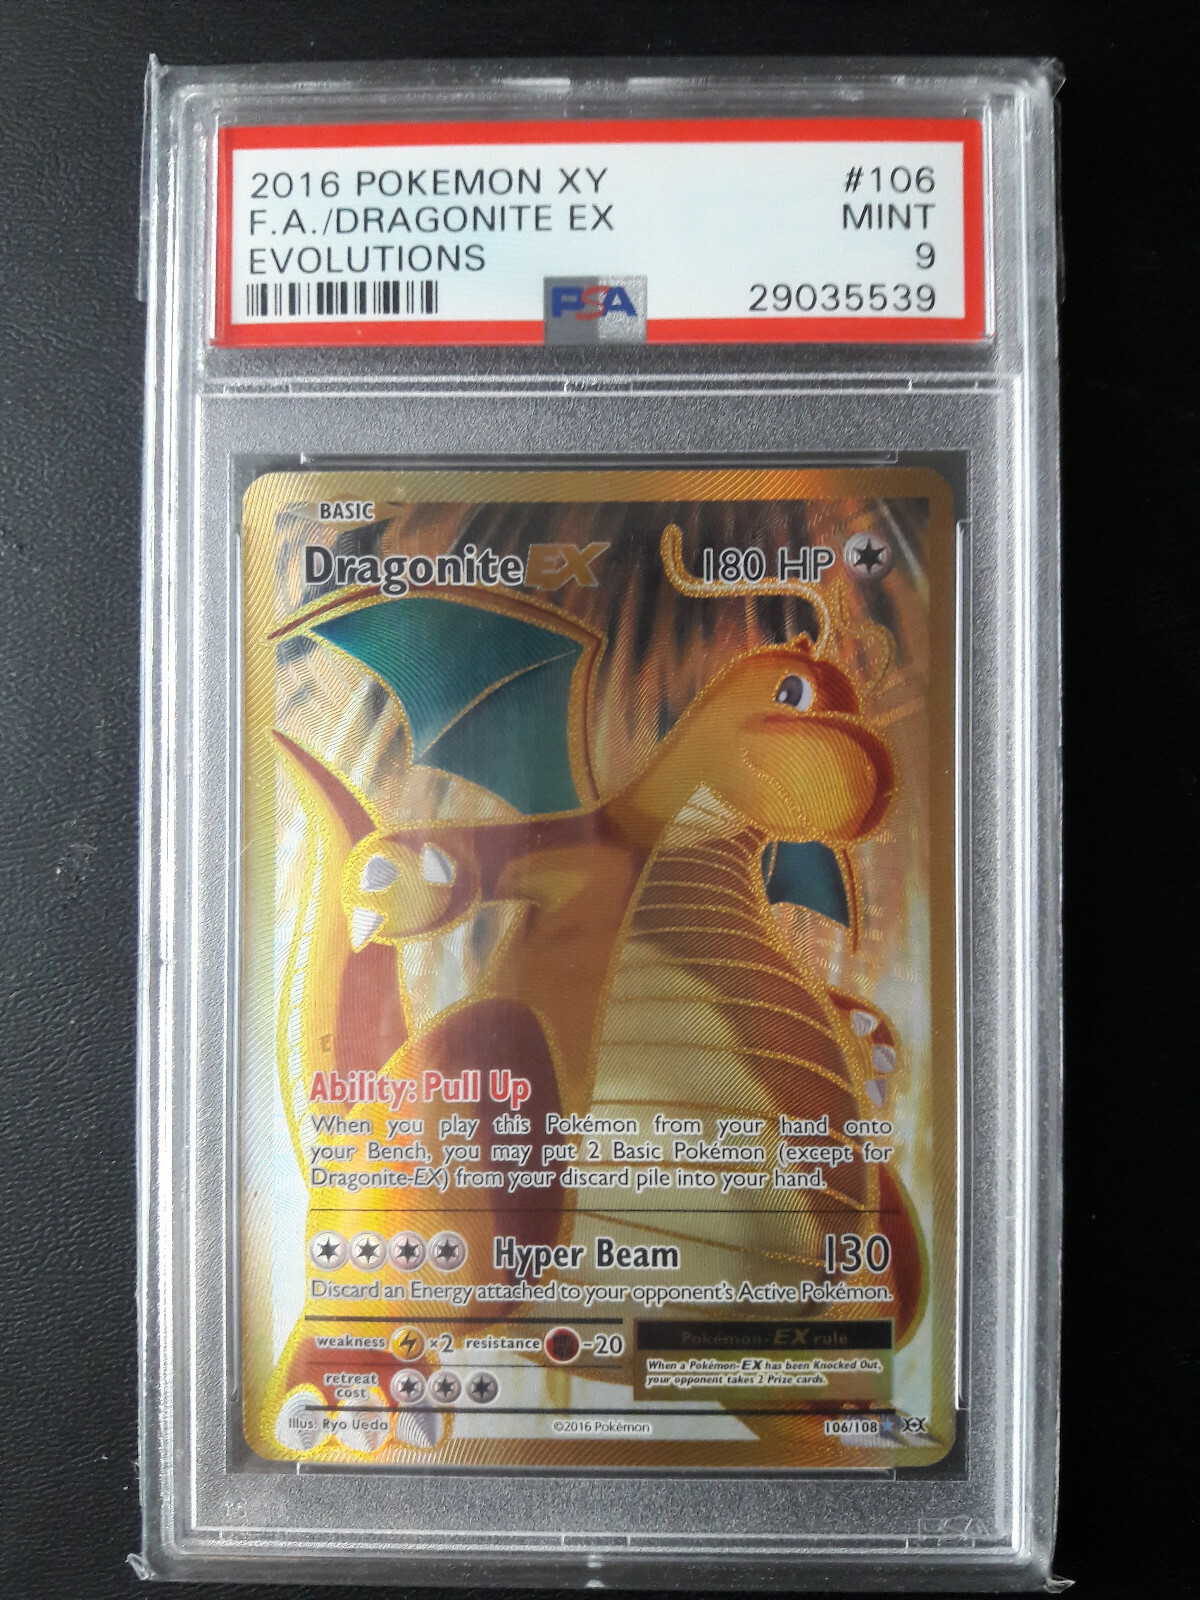 2016 POKEMON XY #106
F.A./DRAGONITE EX MINT
EVOLUTIONS 9
PSA 29035539
BASIC
Dragonite EX 180 HP
Ability: Pull Up
When you play this Pokémon from your hand onto
your Bench, you may put 2 Basic Pokémon (except for
Dragonite-EX) from your discard pile into your hand.
Hyper Beam 130
Discard an Energy attached to your opponent's Active Pokémon.
weakness ×2 resistance -20
Pokémon-EX rule
When a Pokémon-EX has been Knocked Out,
your opponent takes 2 Prize cards.
retreat
cost
Illus. Ryo Ueda ©2016 Pokémon 106/108
PSA